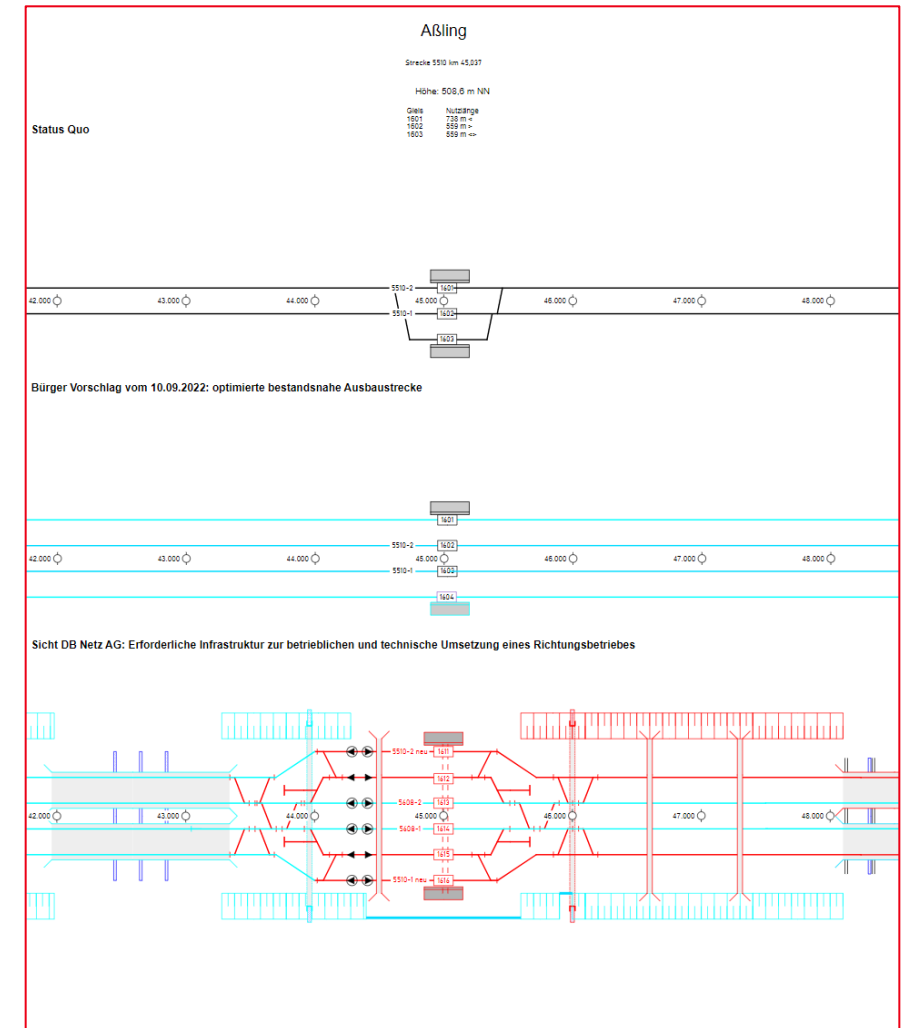 Aßling
Strecke 5510 km 45,037
Höhe: 508,6 m NN
Gleis Nutzlänge
1601 738 m <
1602 559 m >
1603 559 m <>
Status Quo
5510-2 1601
42.000 43.000 44.000 45.000 46.000 47.000 48.000
5510-1 1602
1603
Bürger Vorschlag vom 10.09.2022: optimierte bestandsnahe Ausbaustrecke
1601
5510-2 1602
42.000 43.000 44.000 45.000 46.000 47.000 48.000
5510-1 1603
1604
Sicht DB Netz AG: Erforderliche Infrastruktur zur betrieblichen und technische Umsetzung eines Richtungsbetriebes
5510-2 neu 1611
1612
5608-2 1613
42.000 43.000 44.000 45.000 46.000 47.000 48.000
5608-1 1614
1615
5510-1 neu 1616